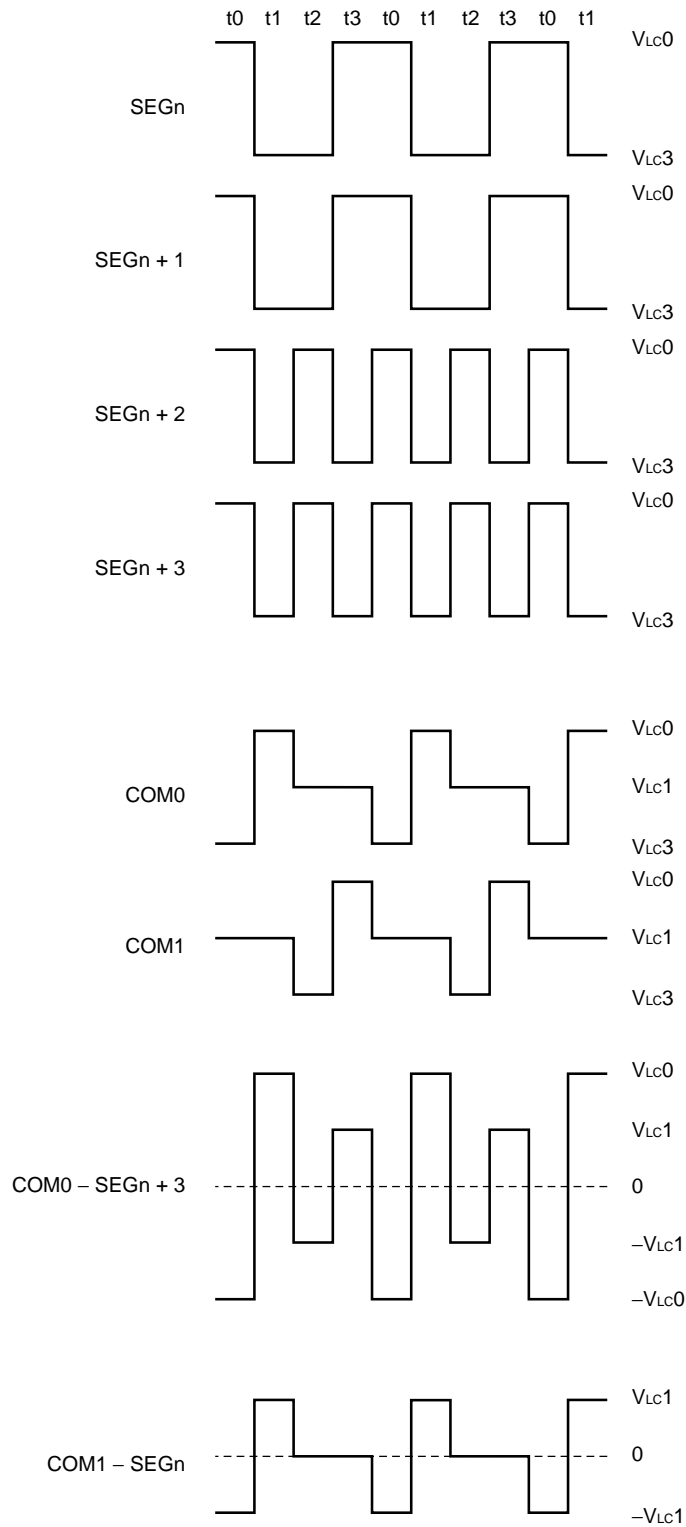 t0 t1 t2 t3 t0 t1 t2 t3 t0 t1
VLC0
SEGn
VLC3
VLC0
SEGn + 1
VLC3
VLC0
SEGn + 2
VLC3
VLC0
SEGn + 3
VLC3
VLC0
COM0
VLC1
VLC3
VLC0
COM1
VLC1
VLC3
VLC0
VLC1
COM0 – SEGn + 3
0
–VLC1
–VLC0
VLC1
COM1 – SEGn
0
–VLC1